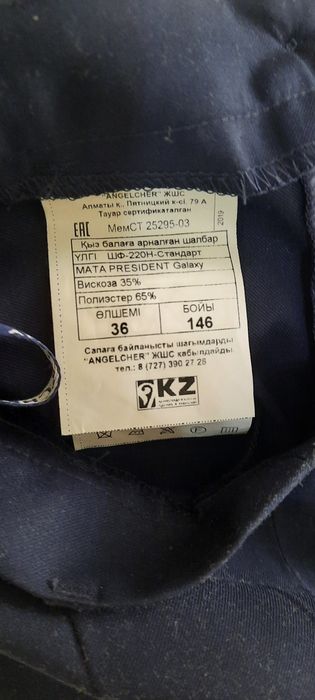 "ANGELCHER" ЖШС
Алматы қ., Пятницкий к-сі, 79 А
Тауар сертификатталған
ЕАС МемСТ 25295-03
2019
Қыз балаға арналған шалбар
ҮЛГІ ШФ-220Н-Стандарт
МАТА PRESIDENT Galaxy
Вискоза 35%
Полиэстер 65%
ӨЛШЕМІ БОЙЫ
36 146
Сапаға байланысты шағымдарды
"ANGELCHER" ЖШС қабылдайды.
тел.: 8 (727) 390 27 26
KZ